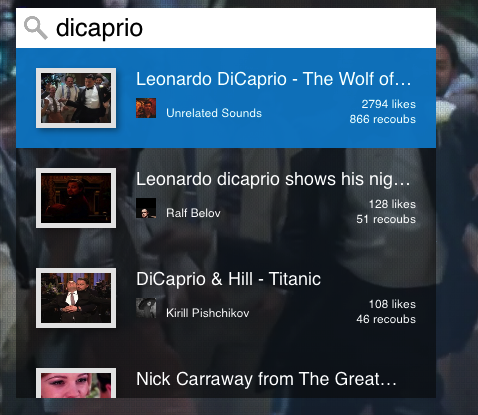 dicaprio
Leonardo DiCaprio - The Wolf of…
Unrelated Sounds
2794 likes
866 recoubs
Leonardo dicaprio shows his nig…
Ralf Belov
128 likes
51 recoubs
DiCaprio & Hill - Titanic
Kirill Pishchikov
108 likes
46 recoubs
Nick Carraway from The Great…